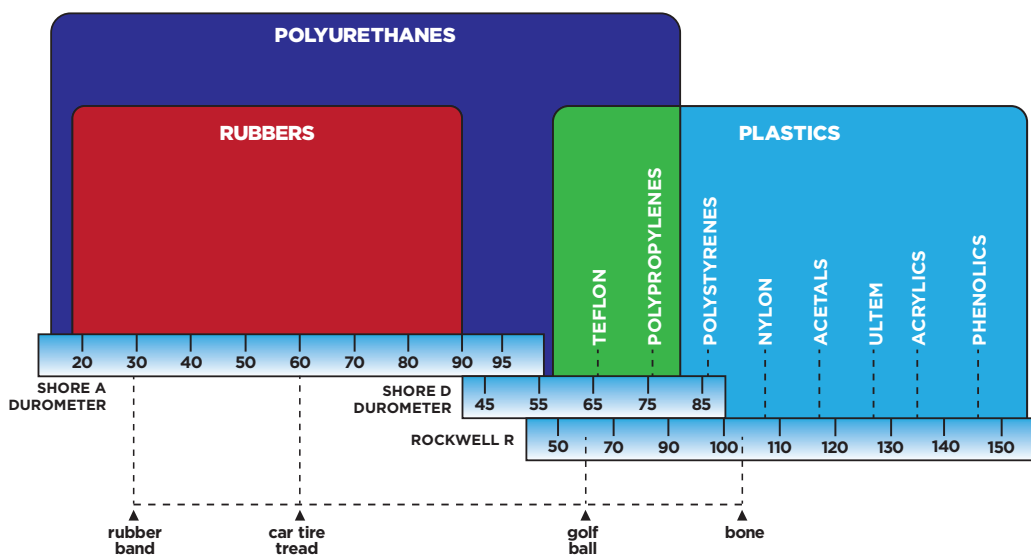 POLYURETHANES
RUBBERS
PLASTICS
TEFLON
POLYPROPYLENES
POLYSTYRENES
NYLON
ACETALS
ULTEM
ACRYLICS
PHENOLICS
20 30 40 50 60 70 80 90 95
SHORE A
DUROMETER
SHORE D
DUROMETER
45 55 65 75 85
ROCKWELL R
50 70 90 100 110 120 130 140 150
rubber
band
car tire
tread
golf
ball
bone